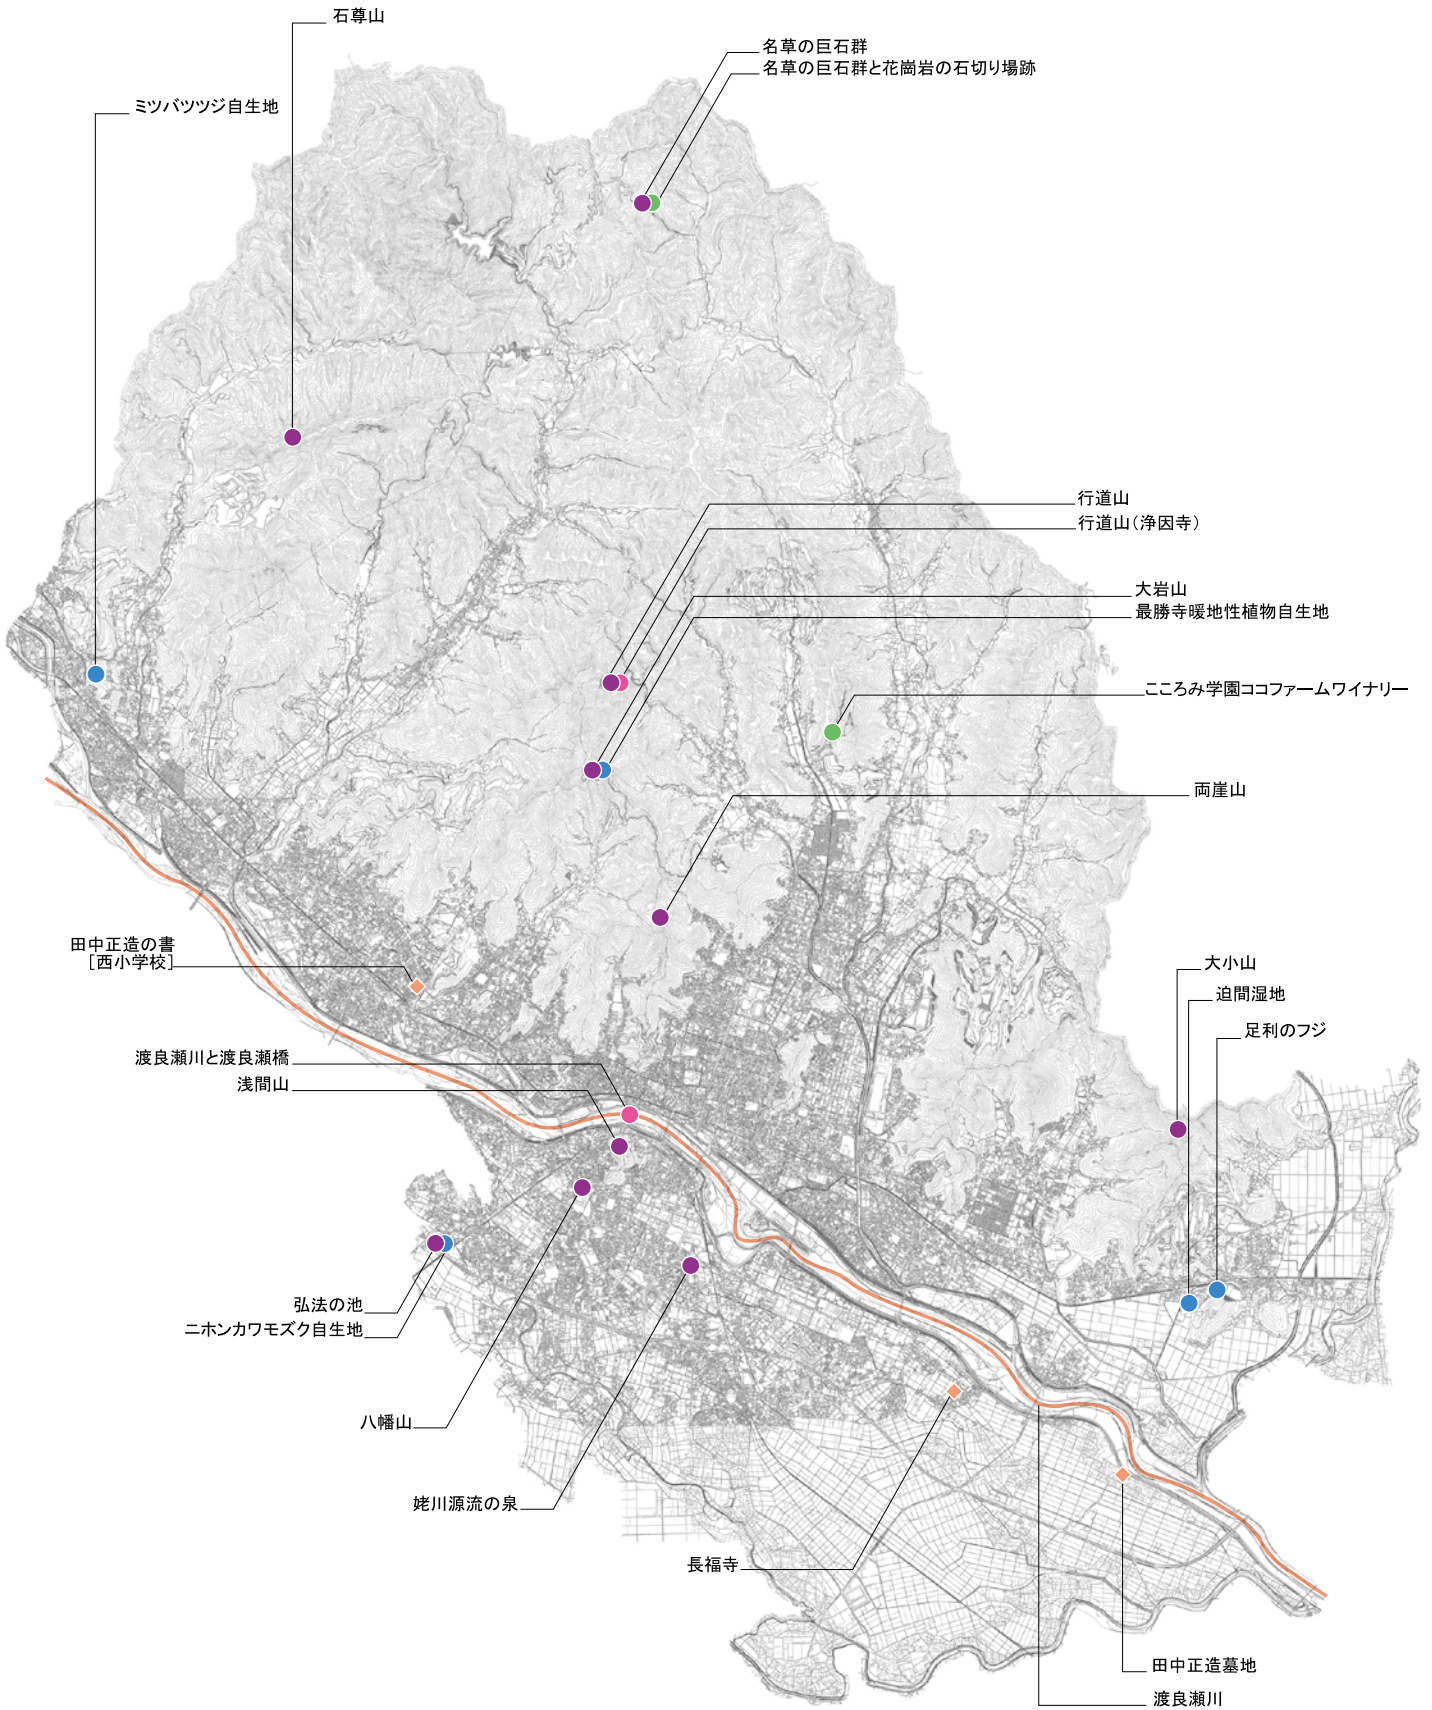 石尊山
名草の巨石群
名草の巨石群と花崗岩の石切り場跡
ミツバツツジ自生地
行道山
行道山(浄因寺)
大岩山
最勝寺暖地性植物自生地
こころみ学園ココファームワイナリー
両崖山
田中正造の書
[西小学校]
大小山
迫間湿地
足利のフジ
渡良瀬川と渡良瀬橋
浅間山
弘法の池
ニホンカワモズク自生地
八幡山
姥川源流の泉
長福寺
田中正造墓地
渡良瀬川